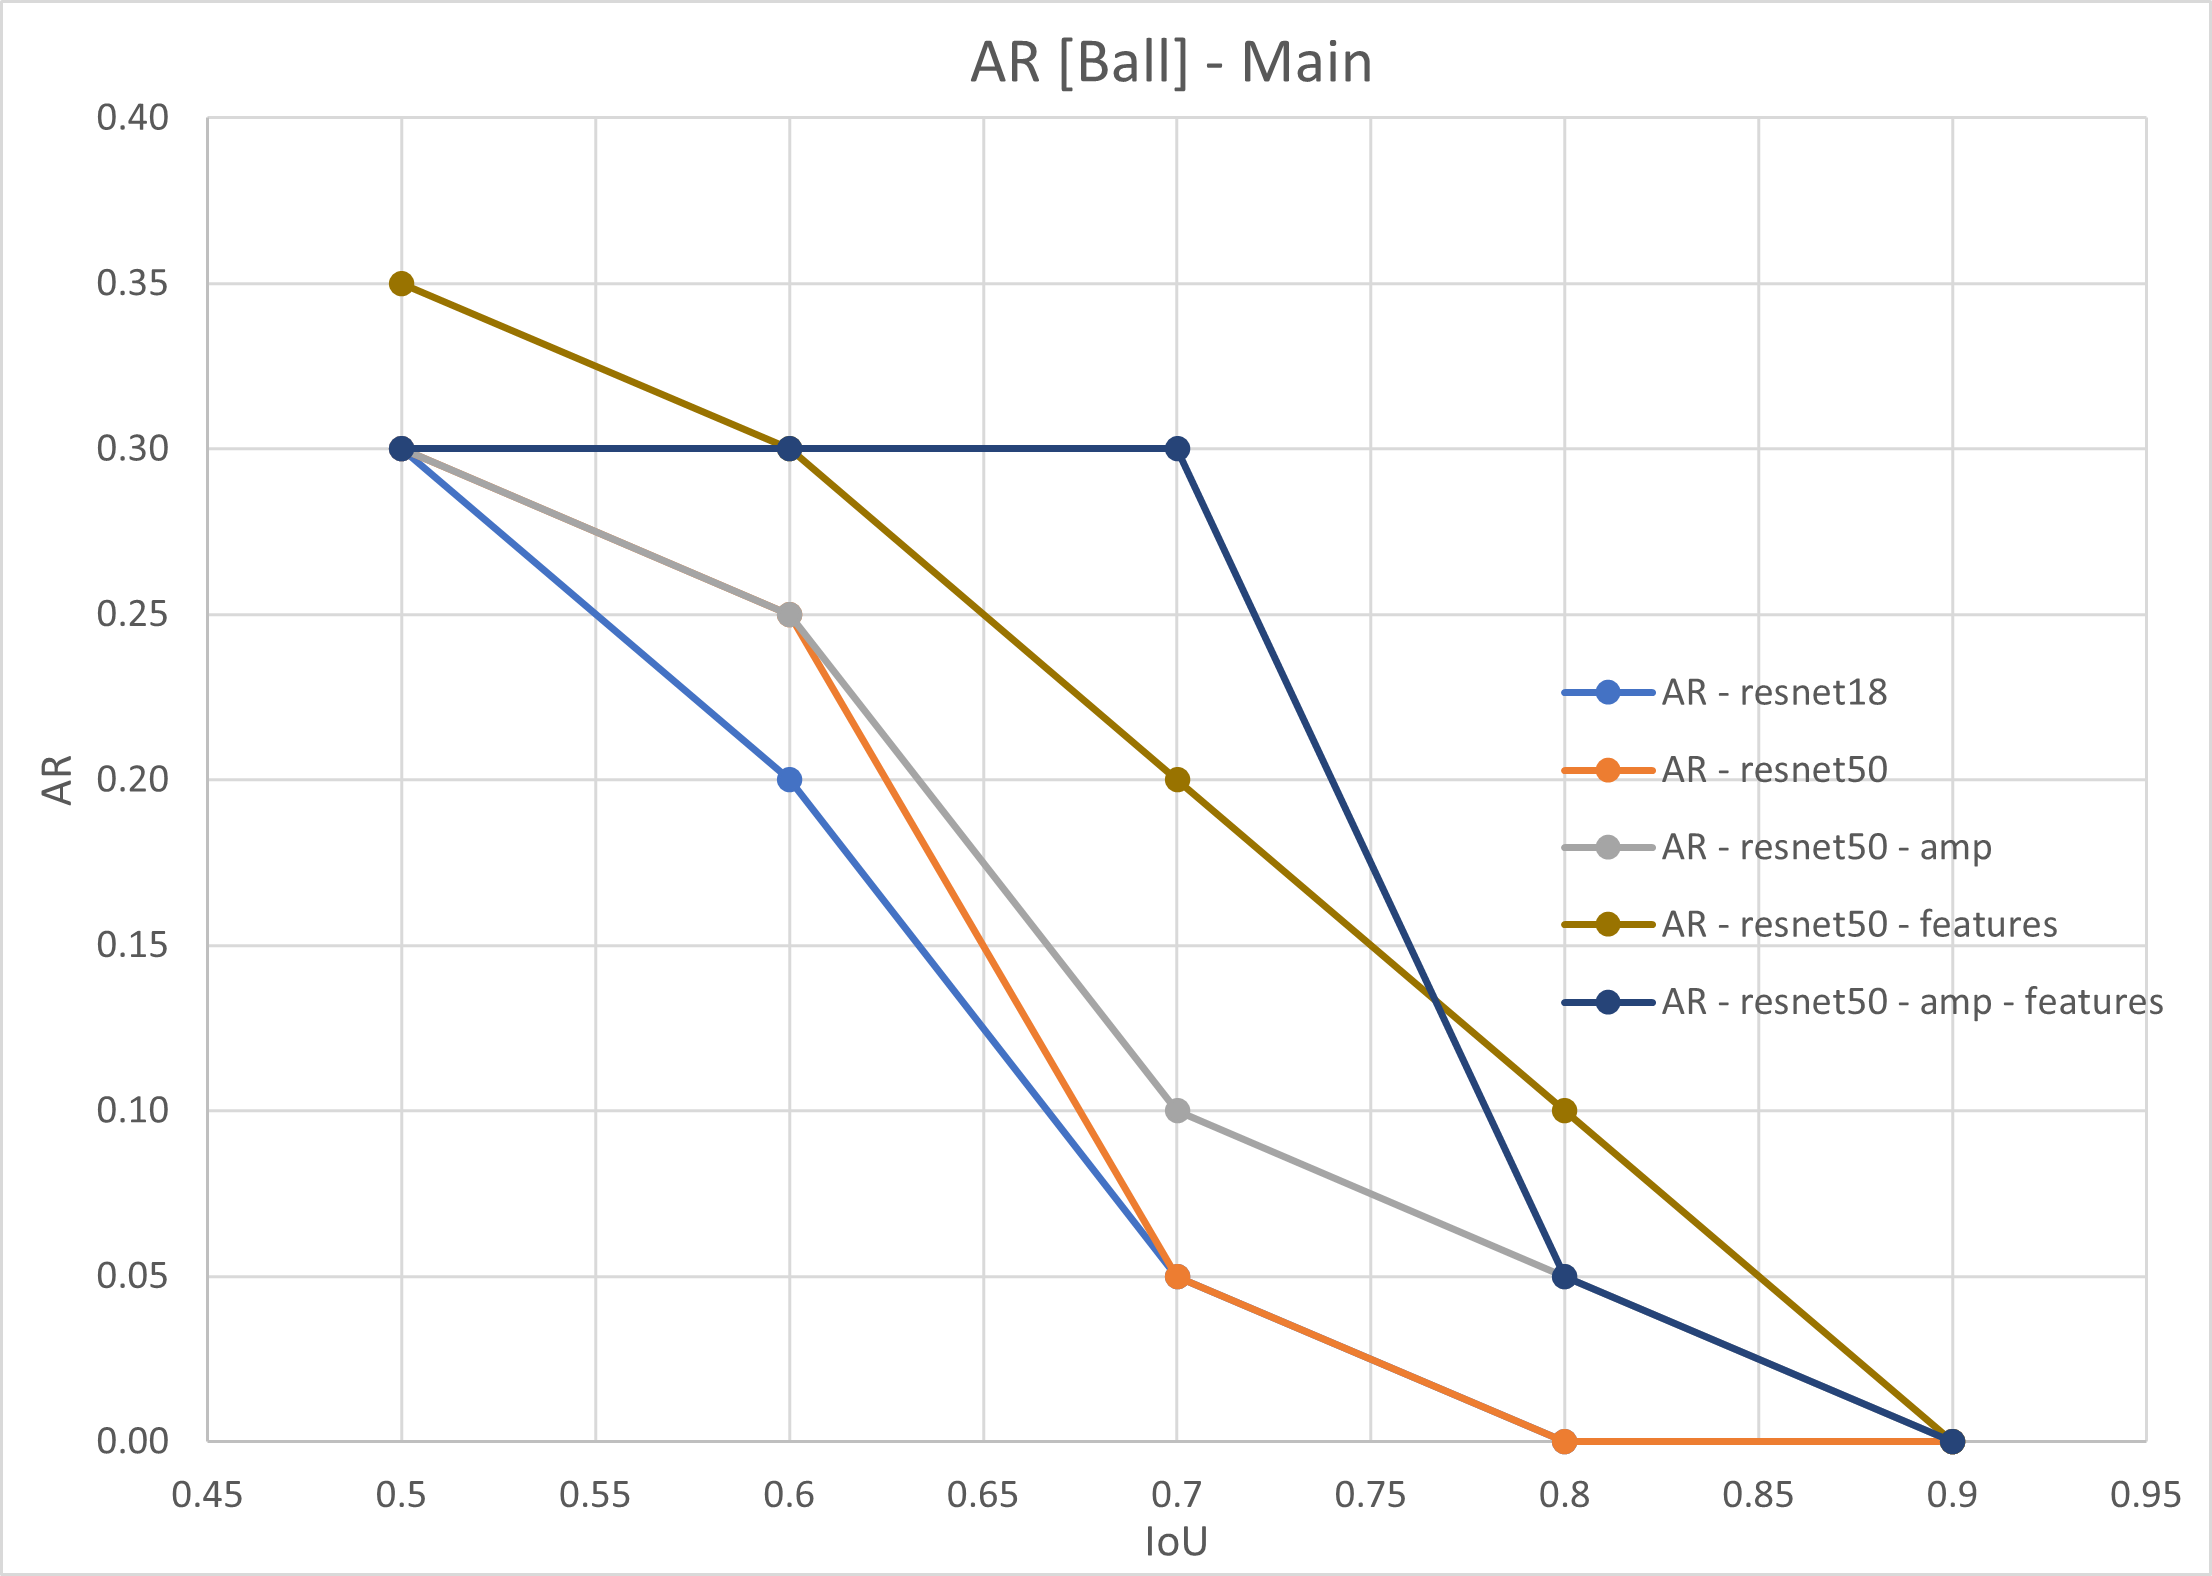 AR [Ball] - Main
0.40
0.35
0.30
0.25
0.20
0.15
0.10
0.05
0.00
AR
AR - resnet18
AR - resnet50
AR - resnet50 - amp
AR - resnet50 - features
AR - resnet50 - amp - features
0.45 0.5 0.55 0.6 0.65 0.7 0.75 0.8 0.85 0.9 0.95
IoU